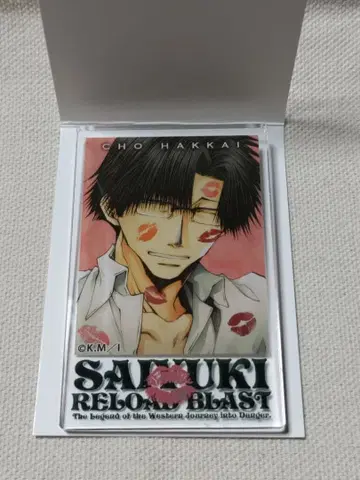 CHO HAKKAI
©K.M/I
SAIYUKI
RELOAD BLAST
The Legend of the Western Journey into Danger.